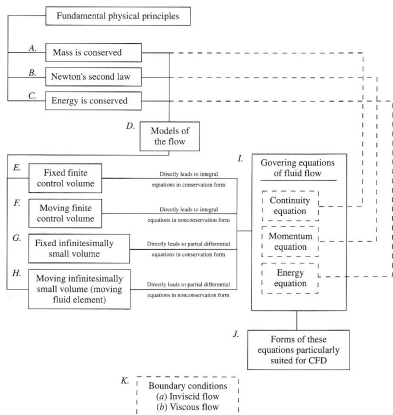 Fundamental physical principles
A.
Mass is conserved
B.
Newton's second law
C.
Energy is conserved
D.
Models of
the flow
E.
Fixed finite
control volume
Directly leads to integral
equations in conservation form
F.
Moving finite
control volume
Directly leads to integral
equations in nonconservation form
G.
Fixed infinitesimally
small volume
Directly leads to partial differential
equations in conservation form
H.
Moving infinitesimally
small volume (moving
fluid element)
Directly leads to partial differential
equations in nonconservation form
I.
Govering equations
of fluid flow
Continuity
equation
Momentum
equation
Energy
equation
J.
Forms of these
equations particularly
suited for CFD
K.
Boundary conditions
(a) Inviscid flow
(b) Viscous flow